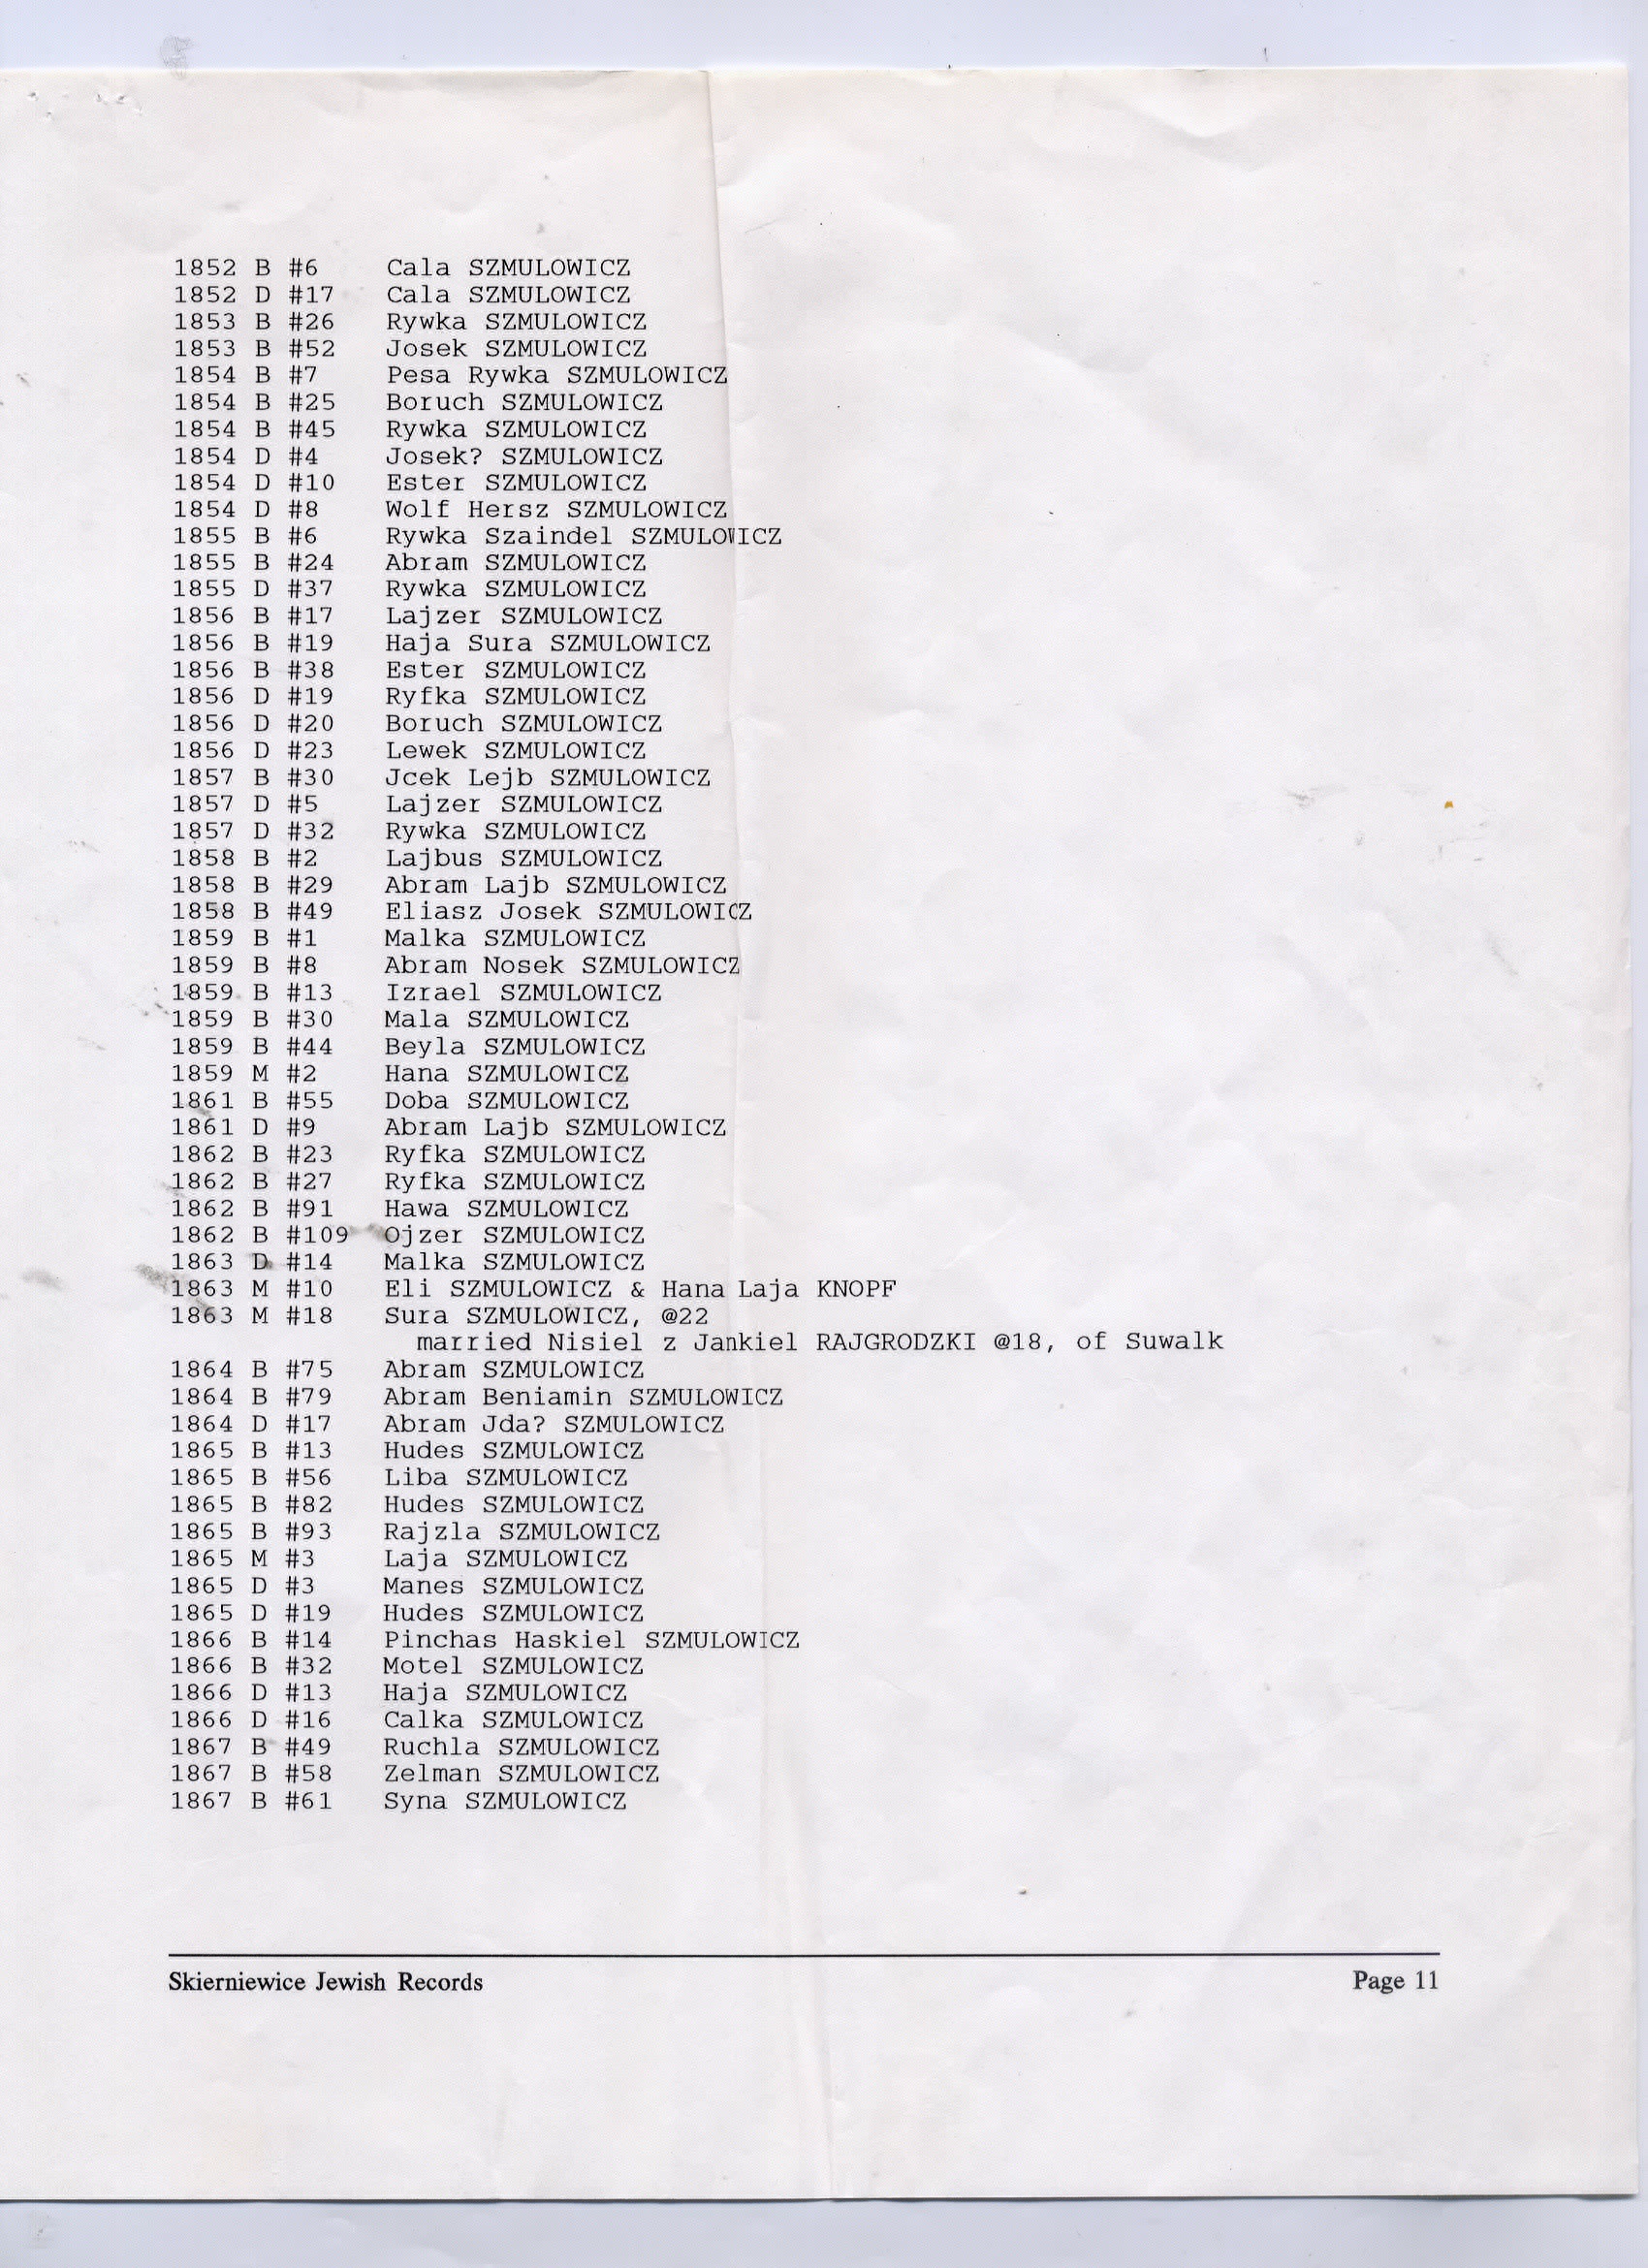 1852 B #6 Cala SZMULOWICZ
1852 D #17 Cala SZMULOWICZ
1853 B #26 Rywka SZMULOWICZ
1853 B #52 Josek SZMULOWICZ
1854 B #7 Pesa Rywka SZMULOWICZ
1854 B #25 Boruch SZMULOWICZ
1854 B #45 Rywka SZMULOWICZ
1854 D #4 Josek? SZMULOWICZ
1854 D #10 Ester SZMULOWICZ
1854 D #8 Wolf Hersz SZMULOWICZ
1855 B #6 Rywka Szaindel SZMULOWICZ
1855 B #24 Abram SZMULOWICZ
1855 D #37 Rywka SZMULOWICZ
1856 B #17 Lajzer SZMULOWICZ
1856 B #19 Haja Sura SZMULOWICZ
1856 B #38 Ester SZMULOWICZ
1856 D #19 Ryfka SZMULOWICZ
1856 D #20 Boruch SZMULOWICZ
1856 D #23 Lewek SZMULOWICZ
1857 B #30 Jcek Lejb SZMULOWICZ
1857 D #5 Lajzer SZMULOWICZ
1857 D #32 Rywka SZMULOWICZ
1858 B #2 Lajbus SZMULOWICZ
1858 B #29 Abram Lajb SZMULOWICZ
1858 B #49 Eliasz Josek SZMULOWICZ
1859 B #1 Malka SZMULOWICZ
1859 B #8 Abram Nosek SZMULOWICZ
1859 B #13 Izrael SZMULOWICZ
1859 B #30 Mala SZMULOWICZ
1859 B #44 Beyla SZMULOWICZ
1859 M #2 Hana SZMULOWICZ
1861 B #55 Doba SZMULOWICZ
1861 D #9 Abram Lajb SZMULOWICZ
1862 B #23 Ryfka SZMULOWICZ
1862 B #27 Ryfka SZMULOWICZ
1862 B #91 Hawa SZMULOWICZ
1862 B #109 Ojzer SZMULOWICZ
1863 D #14 Malka SZMULOWICZ
1863 M #10 Eli SZMULOWICZ & Hana Laja KNOPF
1863 M #18 Sura SZMULOWICZ, @22
married Nisiel z Jankiel RAJGRODZKI @18, of Suwalk
1864 B #75 Abram SZMULOWICZ
1864 B #79 Abram Beniamin SZMULOWICZ
1864 D #17 Abram Jda? SZMULOWICZ
1865 B #13 Hudes SZMULOWICZ
1865 B #56 Liba SZMULOWICZ
1865 B #82 Hudes SZMULOWICZ
1865 B #93 Rajzla SZMULOWICZ
1865 M #3 Laja SZMULOWICZ
1865 D #3 Manes SZMULOWICZ
1865 D #19 Hudes SZMULOWICZ
1866 B #14 Pinchas Haskiel SZMULOWICZ
1866 B #32 Motel SZMULOWICZ
1866 D #13 Haja SZMULOWICZ
1866 D #16 Calka SZMULOWICZ
1867 B #49 Ruchla SZMULOWICZ
1867 B #58 Zelman SZMULOWICZ
1867 B #61 Syna SZMULOWICZ
Skierniewice Jewish Records Page 11